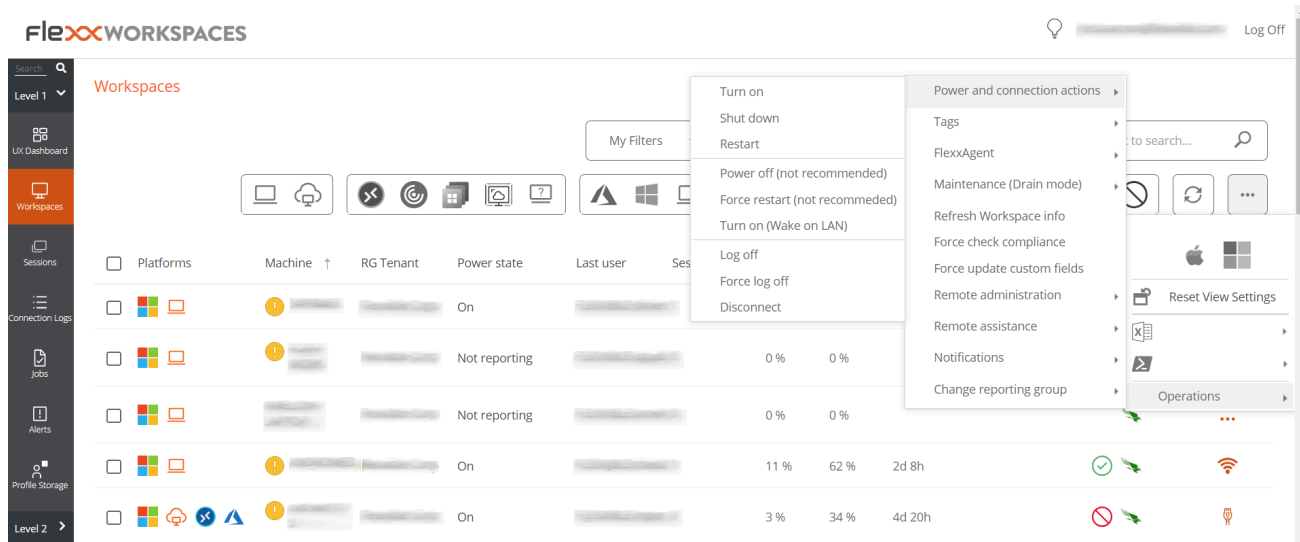 FlexxWORKSPACES
Log Off
Search
Level 1
UX Dashboard
Workspaces
Sessions
Connection Logs
Jobs
Alerts
Profile Storage
Level 2
Workspaces
My Filters
to search...
Turn on
Shut down
Restart
Power off (not recommended)
Force restart (not recommeded)
Turn on (Wake on LAN)
Log off
Force log off
Disconnect
Power and connection actions
Tags
FlexxAgent
Maintenance (Drain mode)
Refresh Workspace info
Force check compliance
Force update custom fields
Remote administration
Remote assistance
Notifications
Change reporting group
Reset View Settings
Operations
Platforms Machine RG Tenant Power state Last user Ses
On
Not reporting 0 % 0 %
Not reporting 0 % 0 %
On 11 % 62 % 2d 8h
On 3 % 34 % 4d 20h